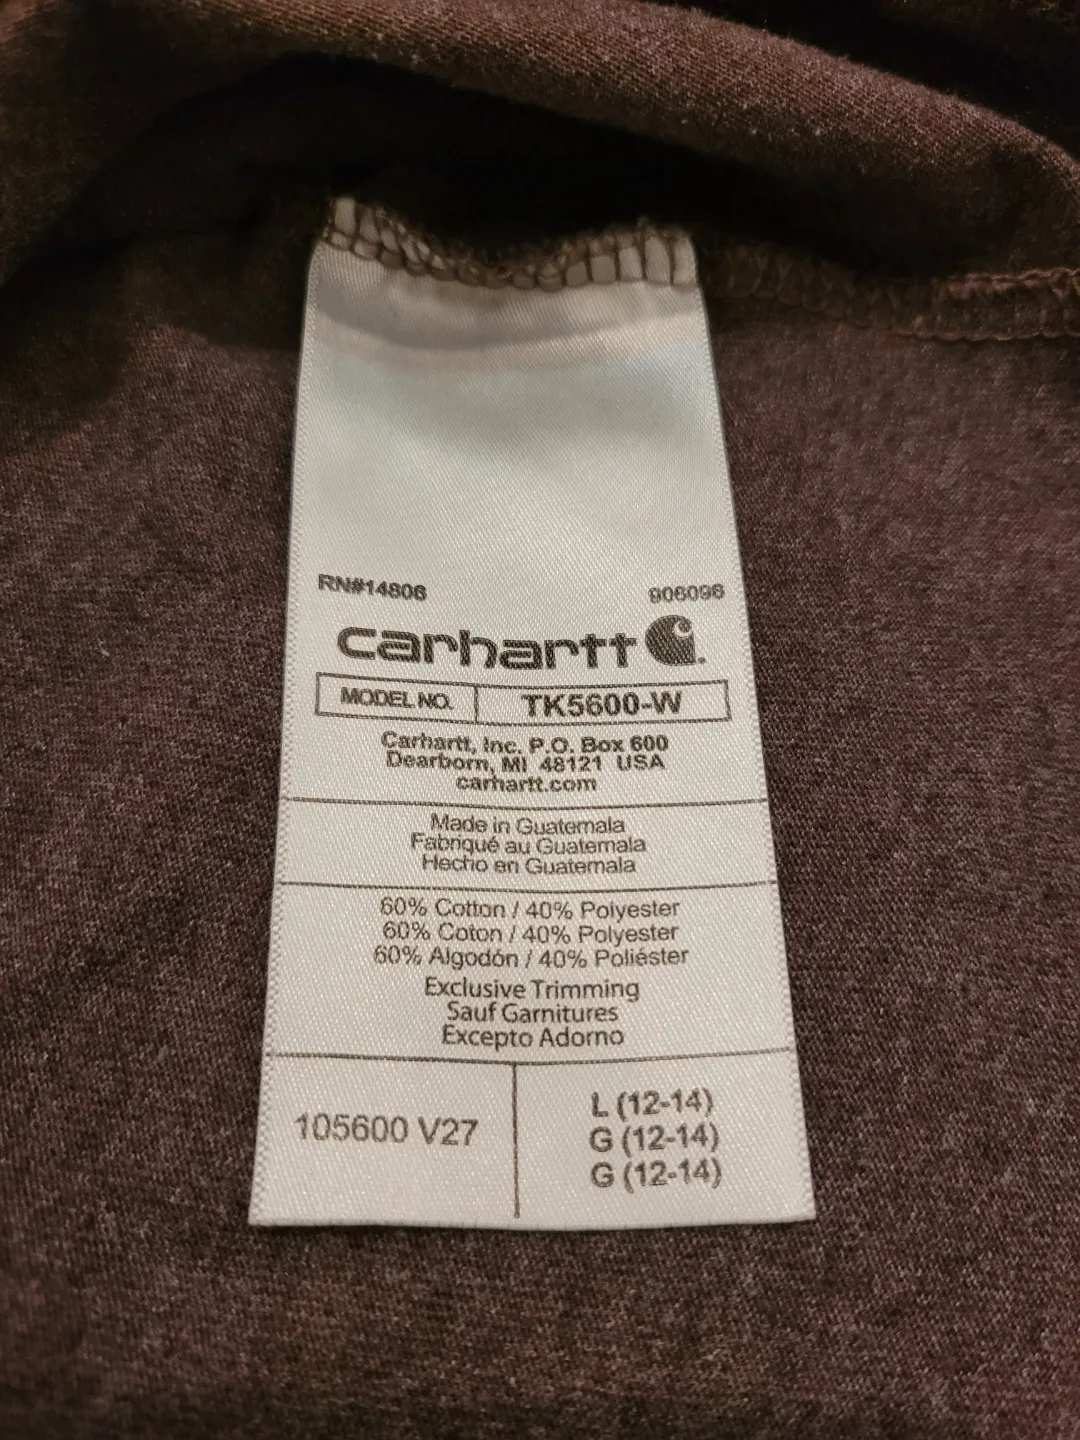 RN#14806
906096
carhartt
MODEL NO.
TK5600-W
Carhartt, Inc. P.O. Box 600
Dearborn, MI 48121 USA
carhartt.com
Made in Guatemala
Fabriqué au Guatemala
Hecho en Guatemala
60% Cotton / 40% Polyester
60% Coton / 40% Polyester
60% Algodón / 40% Poliéster
Exclusive Trimming
Sauf Garnitures
Excepto Adorno
105600 V27
L (12-14)
G (12-14)
G (12-14)